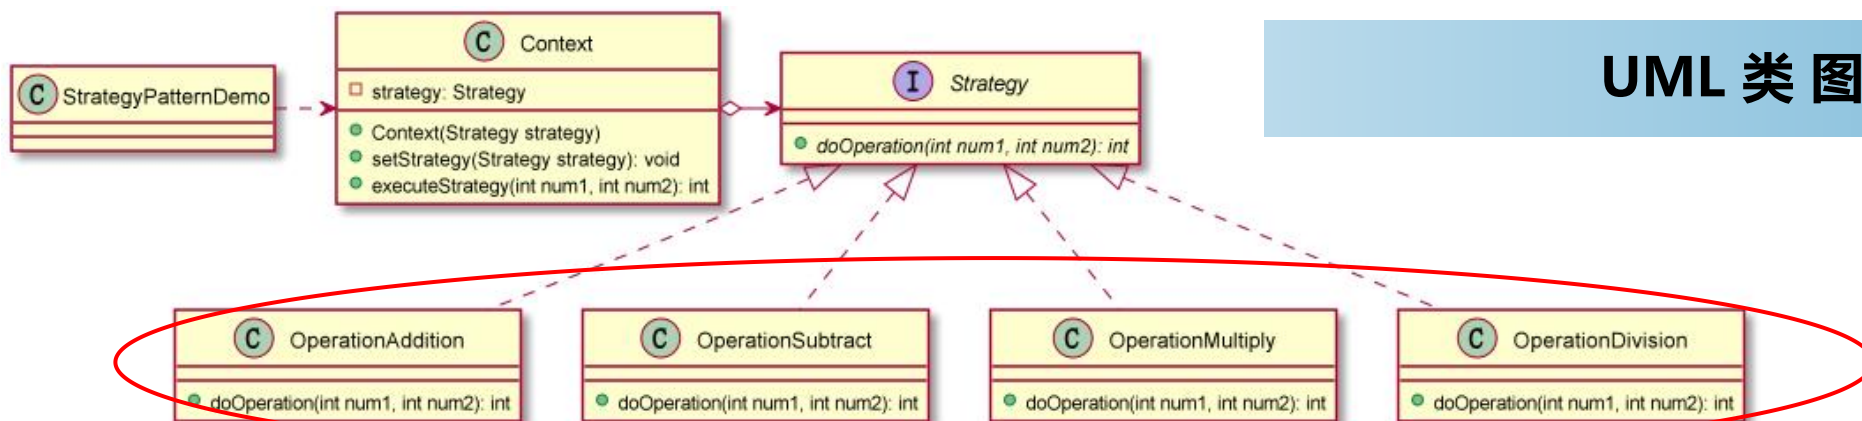 UML 类 图
C StrategyPatternDemo
C Context
strategy: Strategy
Context(Strategy strategy)
setStrategy(Strategy strategy): void
executeStrategy(int num1, int num2): int
I Strategy
doOperation(int num1, int num2): int
C OperationAddition
doOperation(int num1, int num2): int
C OperationSubtract
doOperation(int num1, int num2): int
C OperationMultiply
doOperation(int num1, int num2): int
C OperationDivision
doOperation(int num1, int num2): int